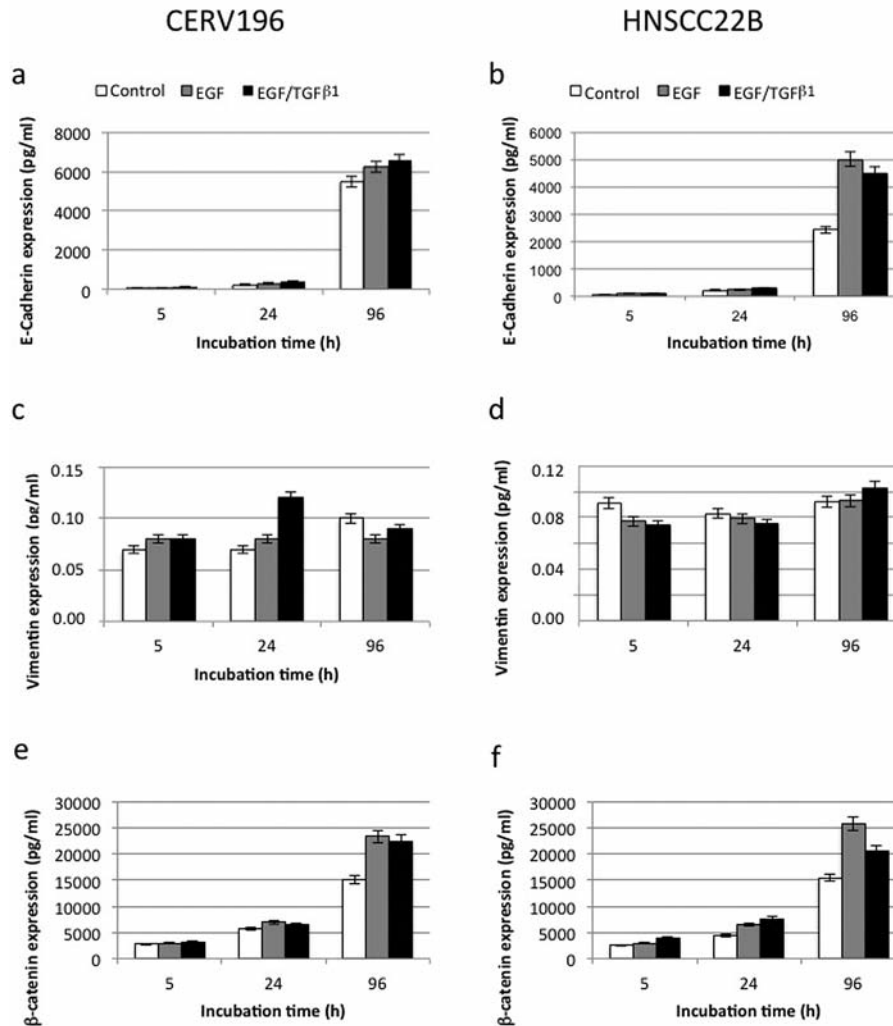 CERV196
HNSCC22B
a
b
Control EGF EGF/TGFβ1
Control EGF EGF/TGFβ1
E-Cadherin expression (pg/ml)
8000
6000
4000
2000
0
5 24 96
Incubation time (h)
E-Cadherin expression (pg/ml)
6000
5000
4000
3000
2000
1000
0
5 24 96
Incubation time (h)
c
d
Vimentin expression (pg/ml)
0.15
0.10
0.05
0.00
5 24 96
Incubation time (h)
Vimentin expression (pg/ml)
0.12
0.08
0.04
0.00
5 24 96
Incubation time (h)
e
f
β-catenin expression (pg/ml)
30000
25000
20000
15000
10000
5000
0
5 24 96
Incubation time (h)
β-catenin expression (pg/ml)
30000
25000
20000
15000
10000
5000
0
5 24 96
Incubation time (h)